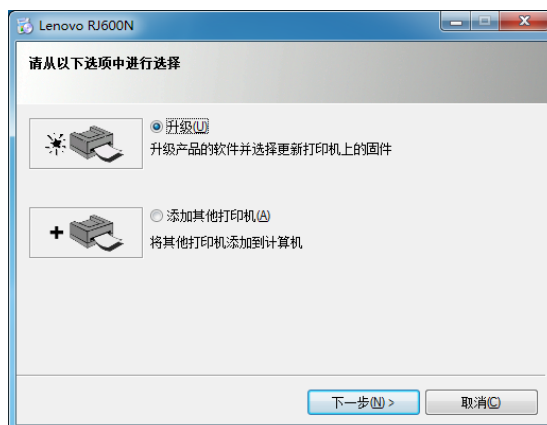 Lenovo RJ600N
请从以下选项中进行选择
升级(U)
升级产品的软件并选择更新打印机上的固件
添加其他打印机(A)
将其他打印机添加到计算机
下一步(N) >
取消(C)